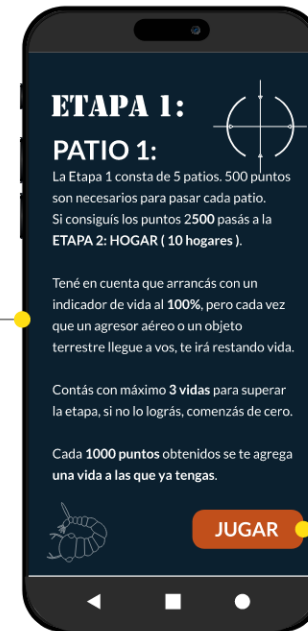 ETAPA 1:
PATIO 1:
La Etapa 1 consta de 5 patios. 500 puntos
son necesarios para pasar cada patio.
Si conseguís los puntos 2500 pasás a la
ETAPA 2: HOGAR ( 10 hogares ).
Tené en cuenta que arrancás con un
indicador de vida al 100%, pero cada vez
que un agresor aéreo o un objeto
terrestre llegue a vos, te irá restando vida.
Contás con máximo 3 vidas para superar
la etapa, si no lo lográs, comenzás de cero.
Cada 1000 puntos obtenidos se te agrega
una vida a las que ya tengas.
JUGAR